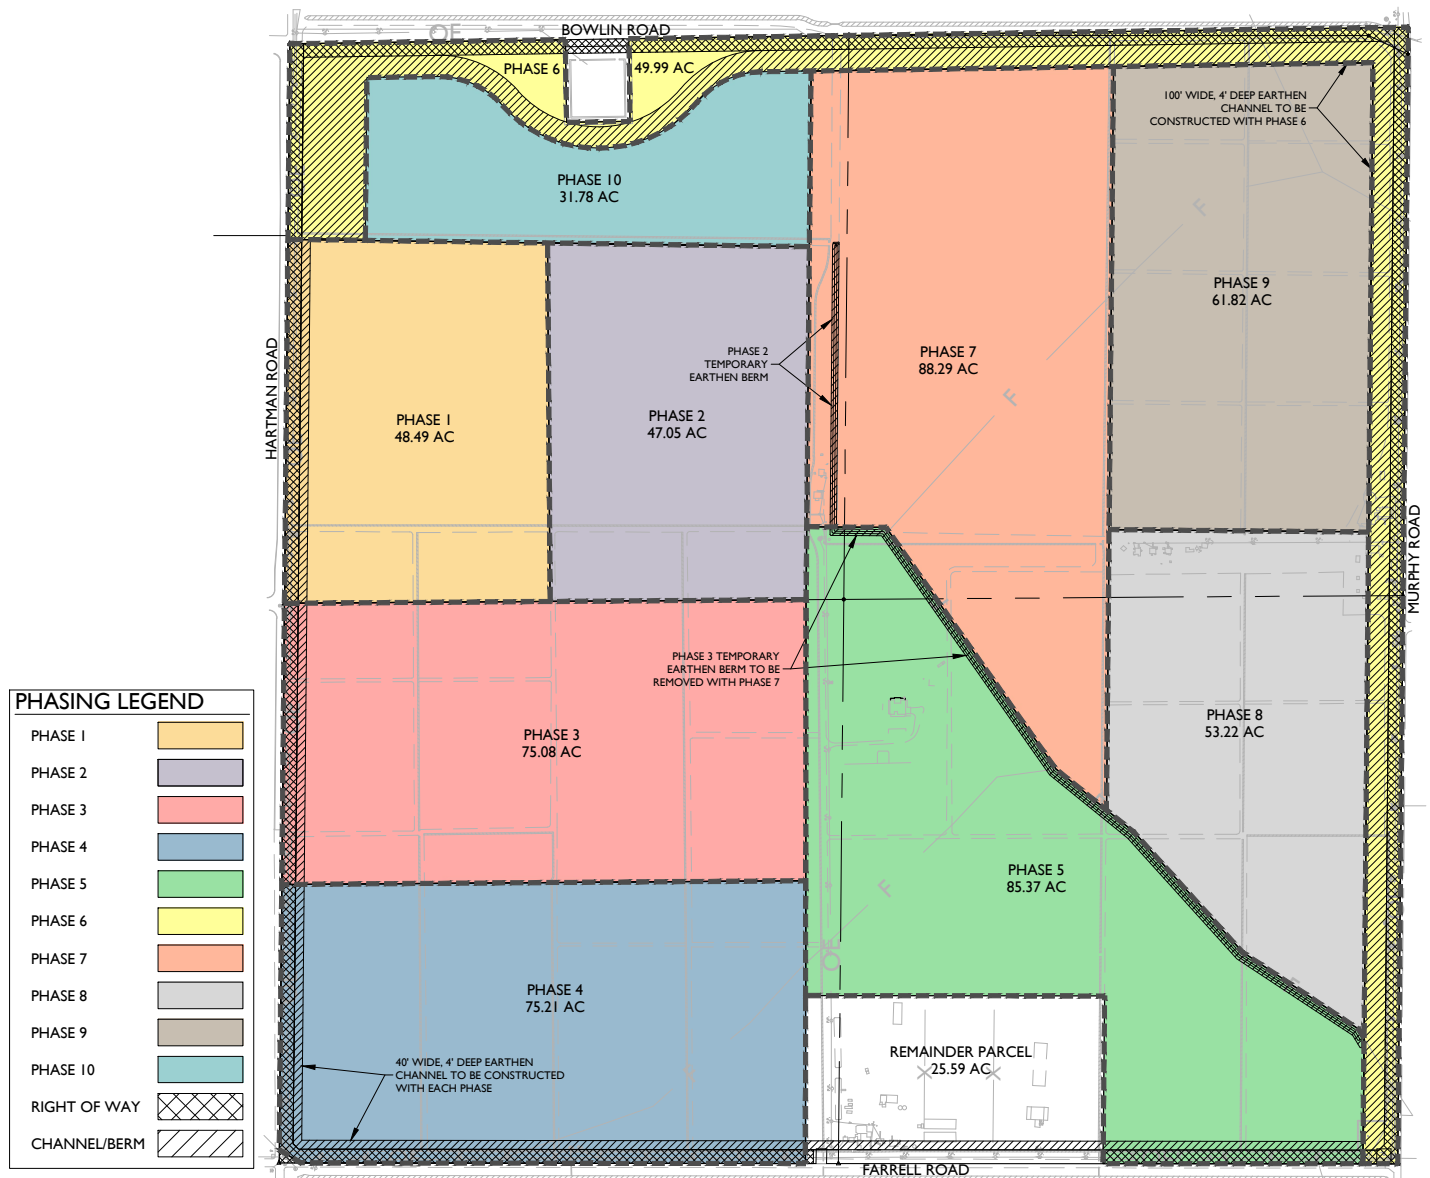 BOWLIN ROAD
OE
PHASE 6
49.99 AC
100' WIDE, 4' DEEP EARTHEN
CHANNEL TO BE
CONSTRUCTED WITH PHASE 6
PHASE 10
31.78 AC
F
PHASE 9
61.82 AC
HARTMAN ROAD
PHASE 2
TEMPORARY
EARTHEN BERM
PHASE 7
88.29 AC
F
PHASE 1
48.49 AC
PHASE 2
47.05 AC
MURPHY ROAD
PHASE 3 TEMPORARY
EARTHEN BERM TO BE
REMOVED WITH PHASE 7
PHASE 3
75.08 AC
PHASE 8
53.22 AC
PHASING LEGEND
PHASE 1
PHASE 2
PHASE 3
PHASE 4
PHASE 5
PHASE 6
PHASE 7
PHASE 8
PHASE 9
PHASE 10
RIGHT OF WAY
CHANNEL/BERM
PHASE 5
85.37 AC
F
OE
PHASE 4
75.21 AC
40' WIDE, 4' DEEP EARTHEN
CHANNEL TO BE CONSTRUCTED
WITH EACH PHASE
REMAINDER PARCEL
25.59 AC
FARRELL ROAD